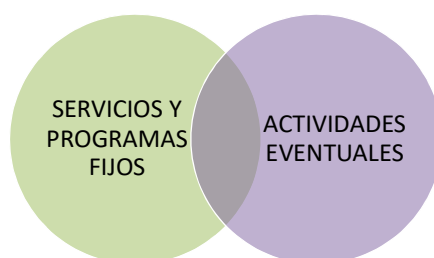 SERVICIOS Y
PROGRAMAS
FIJOS
ACTIVIDADES
EVENTUALES